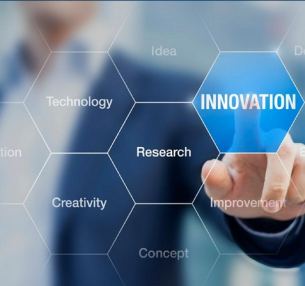 Idea
Technology
INNOVATION
Research
Creativity
Improvement
Concept